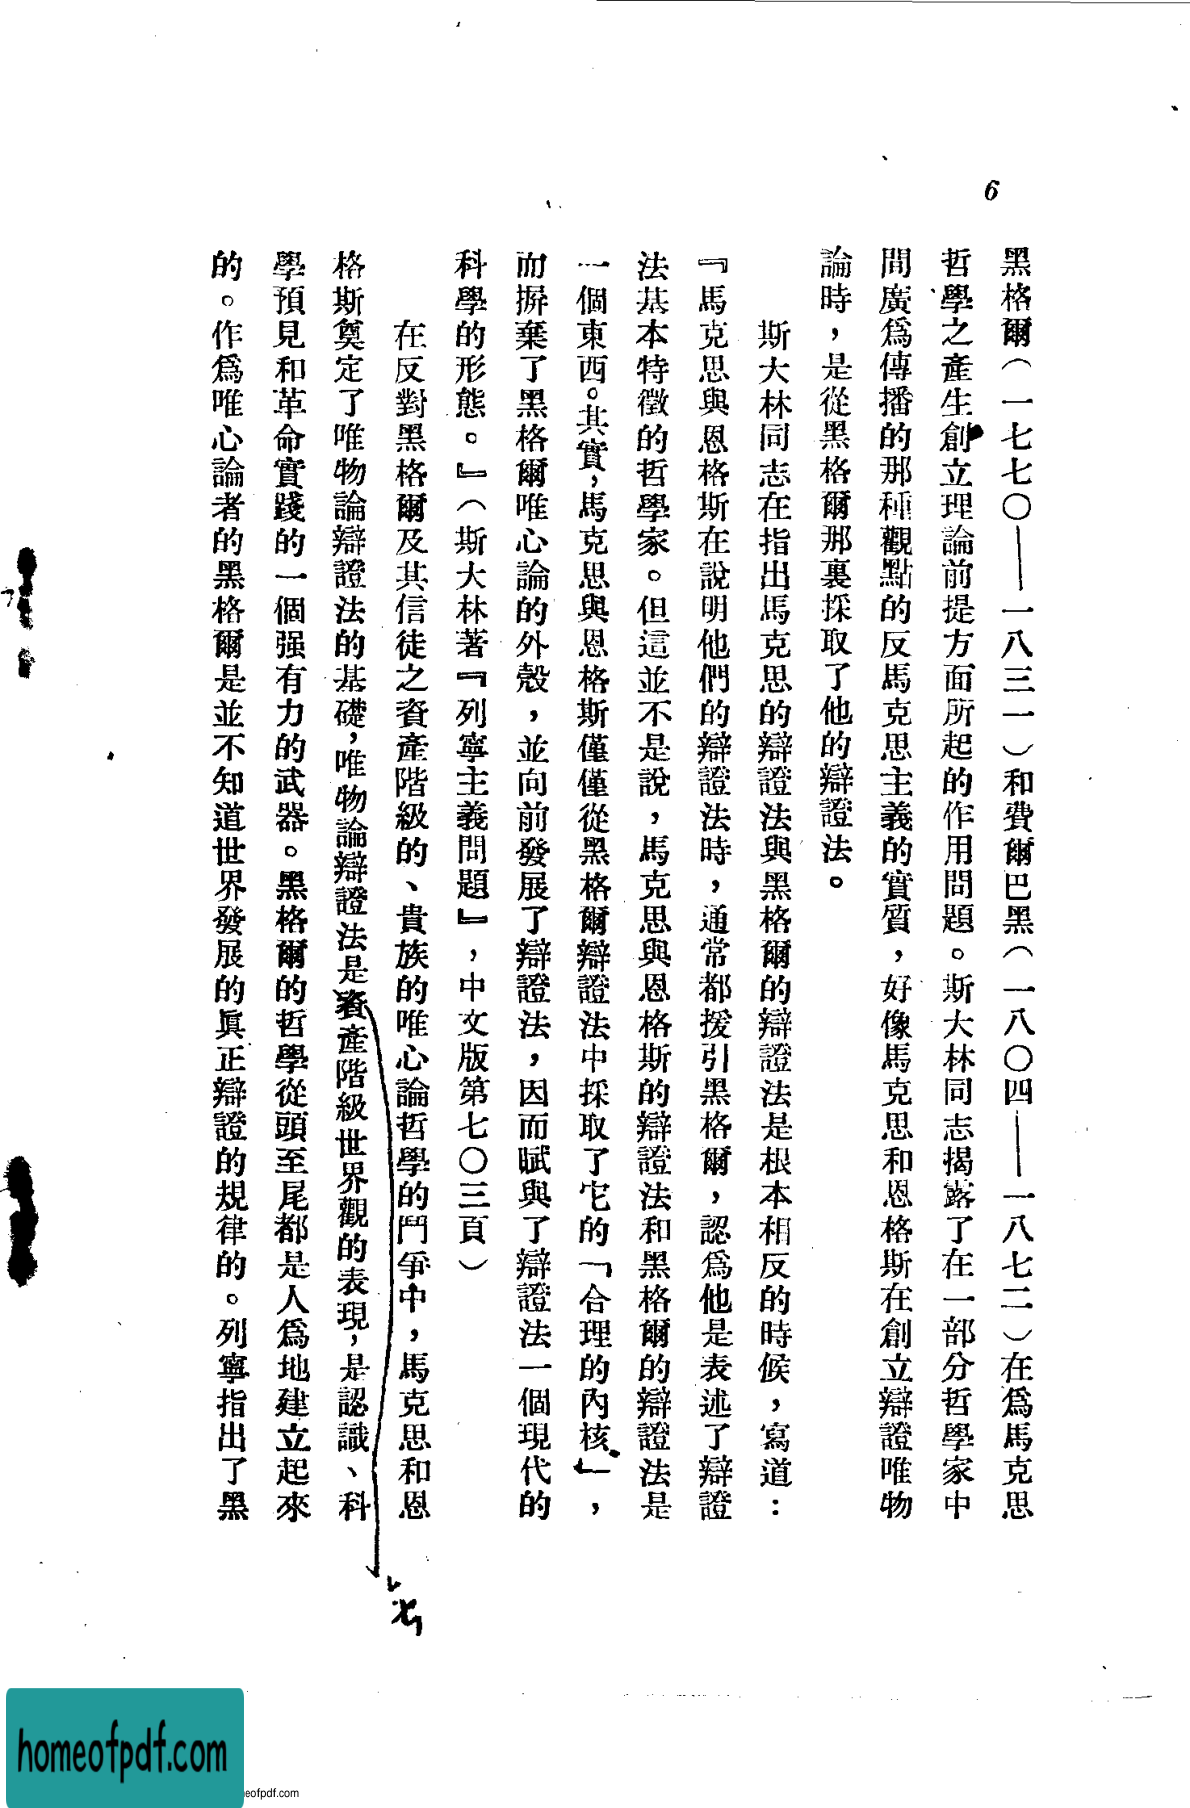 6
黑格爾（一七七〇——一八三一）和費爾巴黑（一八〇四——一八七二）在爲馬克思
哲學之產生創立理論前提方面所起的作用問題。斯大林同志揭露了在一部分哲學家中
間廣爲傳播的那種觀點的反馬克思主義的實質，好像馬克思和恩格斯在創立辯證唯物
論時，是從黑格爾那裏採取了他的辯證法。
斯大林同志在指出馬克思的辯證法與黑格爾的辯證法是根本相反的時候，寫道：
『馬克思與恩格斯在說明他們的辯證法時，通常都援引黑格爾，認爲他是表述了辯證
法基本特徵的哲學家。但這並不是說，馬克思與恩格斯的辯證法和黑格爾的辯證法是
一個東西。其實，馬克思與恩格斯僅僅從黑格爾辯證法中採取了它的「合理的內核」，
而摒棄了黑格爾唯心論的外殼，並向前發展了辯證法，因而賦與了辯證法一個現代的
科學的形態。』（斯大林著『列寧主義問題』，中文版第七〇三頁）
在反對黑格爾及其信徒之資產階級的、貴族的唯心論哲學的鬥爭中，馬克思和恩
格斯奠定了唯物論辯證法的基礎，唯物論辯證法是資產階級世界觀的表現，是認識、科
學預見和革命實踐的一個强有力的武器。黑格爾的哲學從頭至尾都是人爲地建立起來
的。作爲唯心論者的黑格爾是並不知道世界發展的眞正辯證的規律的。列寧指出了黑
homeofpdf.com
eofpdf.com